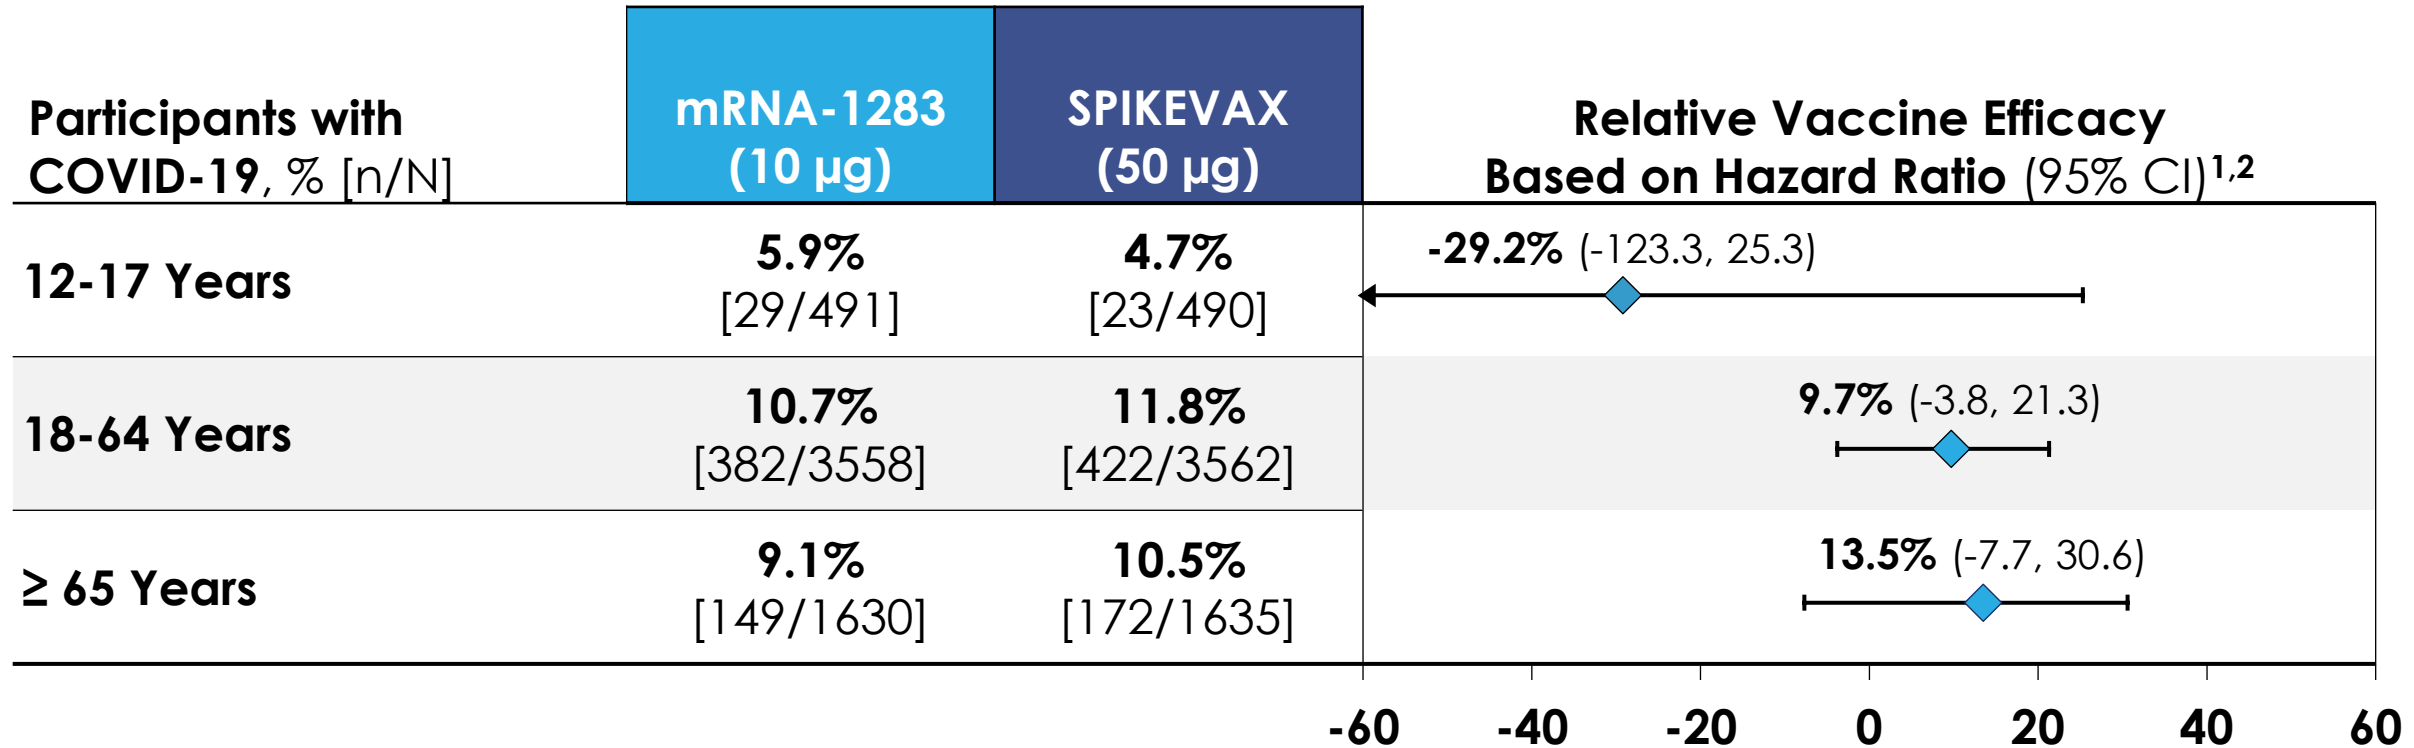 Participants with
COVID-19, % [n/N]
mRNA-1283
(10 µg)
SPIKEVAX
(50 µg)
Relative Vaccine Efficacy
Based on Hazard Ratio (95% CI)1,2
12-17 Years
5.9%
[29/491]
4.7%
[23/490]
-29.2% (-123.3, 25.3)
18-64 Years
10.7%
[382/3558]
11.8%
[422/3562]
9.7% (-3.8, 21.3)
≥ 65 Years
9.1%
[149/1630]
10.5%
[172/1635]
13.5% (-7.7, 30.6)
-60 -40 -20 0 20 40 60